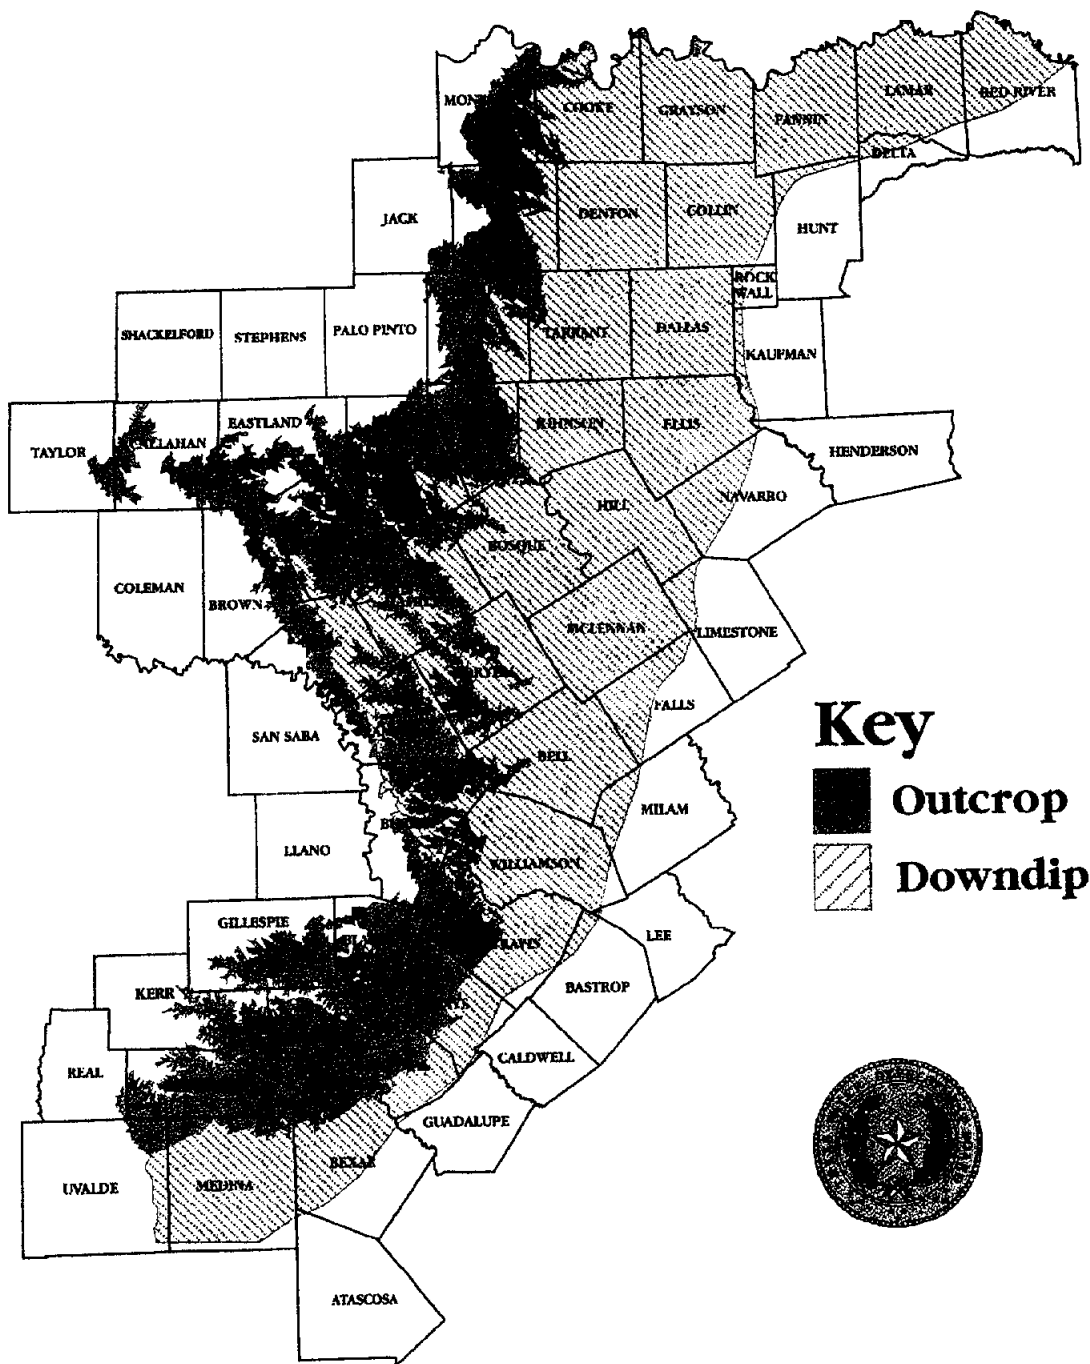 COOKE
GRAYSON
FANNIN
LAMAR
RED RIVER
DELTA
JACK
DENTON
COLLIN
HUNT
ROCK
WALL
SHACKELFORD
STEPHENS
PALO PINTO
TARRANT
DALLAS
KAUFMAN
TAYLOR
EASTLAND
JOHNSON
ELLIS
HENDERSON
HILL
NAVARRO
BOSQUE
COLEMAN
BROWN
MCLENNAN
LIMESTONE
FALLS
SAN SABA
BELL
MILAM
LLANO
WILLIAMSON
GILLESPIE
TRAVIS
LEE
BASTROP
KERR
CALDWELL
REAL
GUADALUPE
BEXAR
UVALDE
MEDINA
ATASCOSA
Key
Outcrop
Downdip